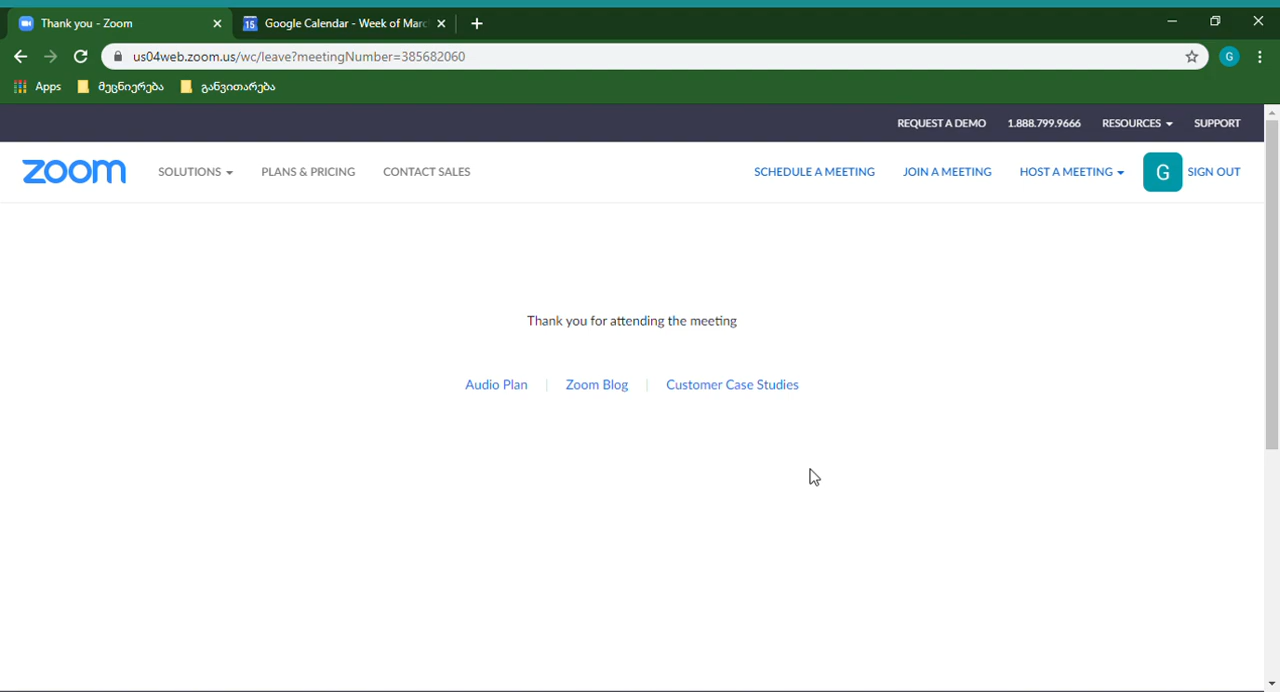 Thank you - Zoom
Google Calendar - Week of Marc
us04web.zoom.us/wc/leave?meetingNumber=385682060
G
Apps
მეცნიერება
განვითარება
REQUEST A DEMO
1.888.799.9666
RESOURCES
SUPPORT
zoom
SOLUTIONS
PLANS & PRICING
CONTACT SALES
SCHEDULE A MEETING
JOIN A MEETING
HOST A MEETING
G
SIGN OUT
Thank you for attending the meeting
Audio Plan | Zoom Blog | Customer Case Studies